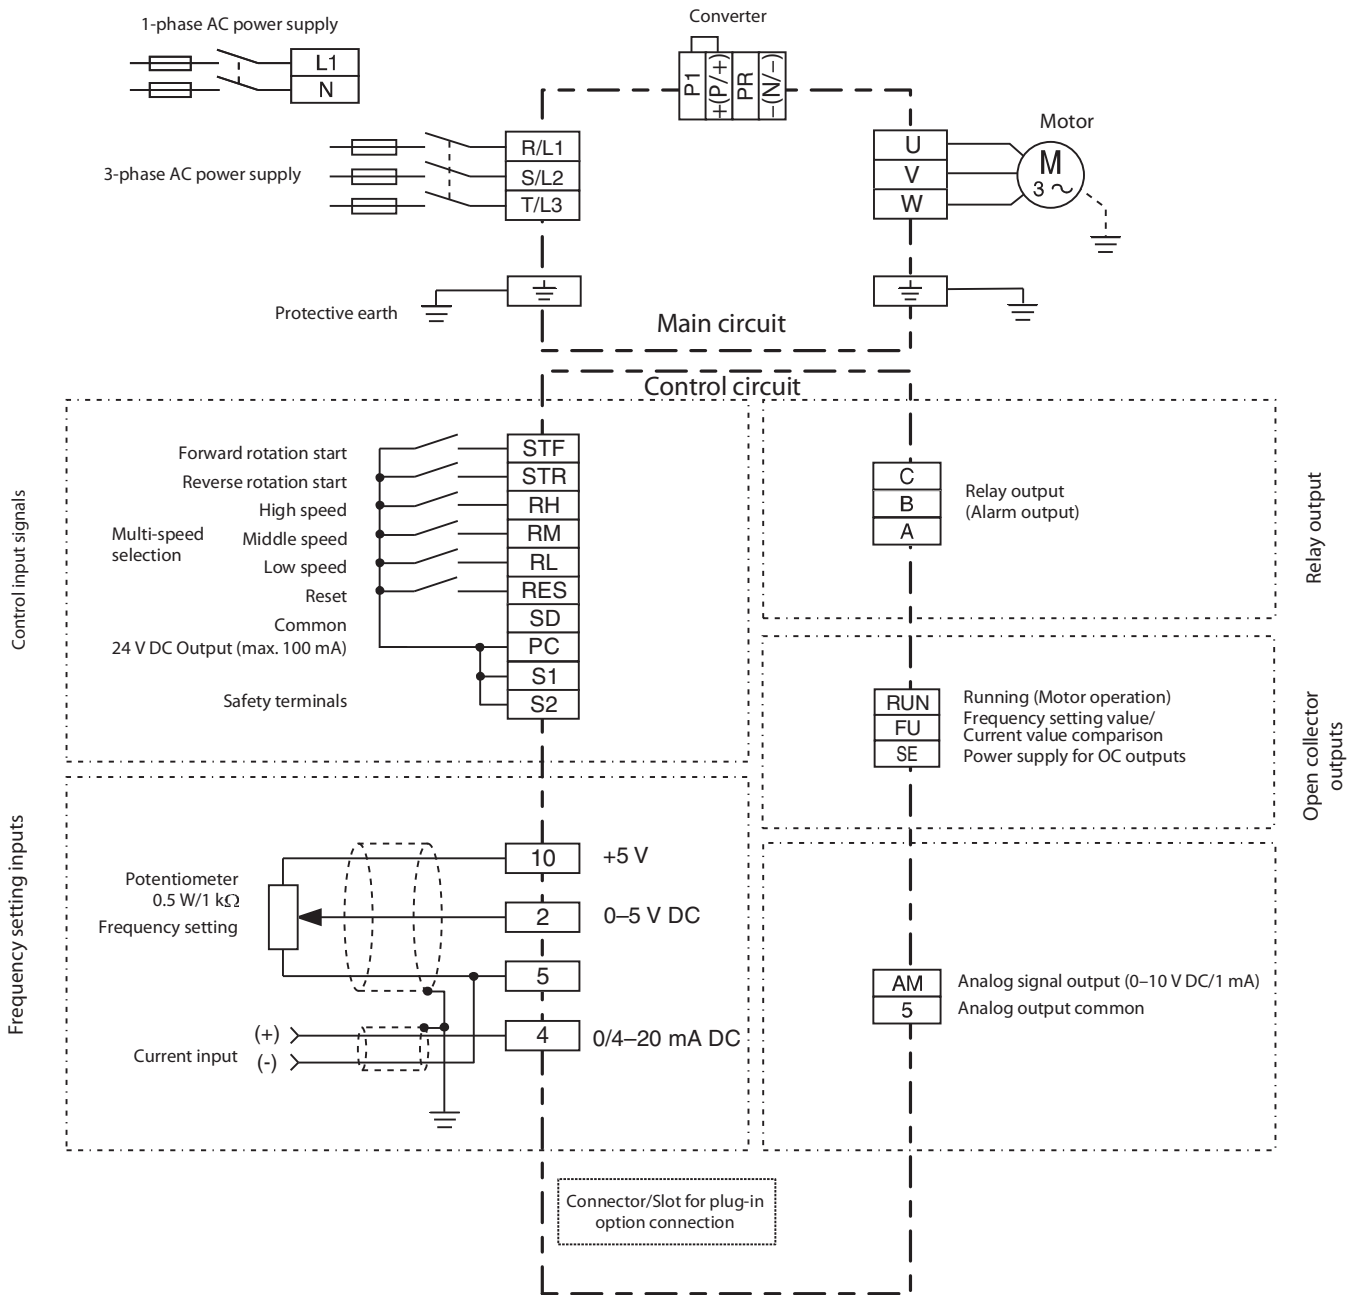 1-phase AC power supply
L1
N
Converter
P1
+(P/+)
PR
−(N/−)
3-phase AC power supply
R/L1
S/L2
T/L3
U
V
W
Motor
M
3 ~
Protective earth
Main circuit
Control circuit
Control input signals
Forward rotation start
STF
Reverse rotation start
STR
Multi-speed
selection
High speed
RH
Middle speed
RM
Low speed
RL
Reset
RES
Common
SD
24 V DC Output (max. 100 mA)
PC
Safety terminals
S1
S2
C
B
A
Relay output
(Alarm output)
Relay output
RUN
Running (Motor operation)
FU
Frequency setting value/
Current value comparison
SE
Power supply for OC outputs
Open collector
outputs
Frequency setting inputs
Potentiometer
0.5 W/1 kΩ
Frequency setting
10
+5 V
2
0–5 V DC
5
4
0/4–20 mA DC
Current input
(+)
(-)
AM
Analog signal output (0–10 V DC/1 mA)
5
Analog output common
Connector/Slot for plug-in
option connection